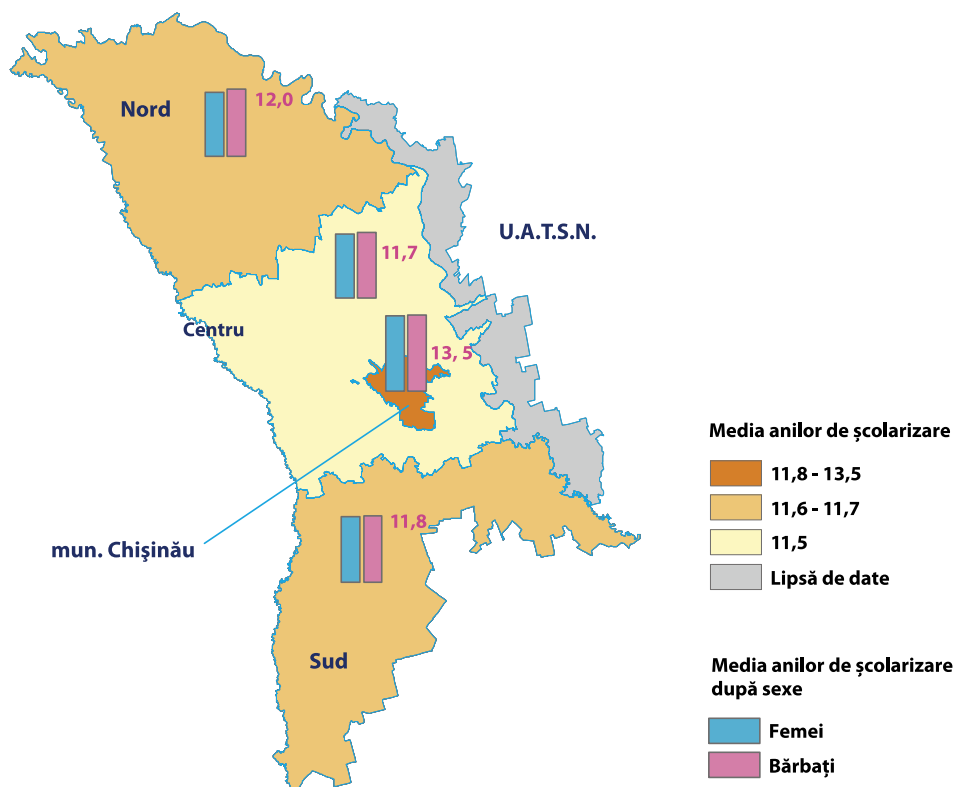 Nord
12,0
U.A.T.S.N.
11,7
Centru
13, 5
11,8
mun. Chişinău
Sud
Media anilor de școlarizare
11,8 - 13,5
11,6 - 11,7
11,5
Lipsă de date
Media anilor de școlarizare
după sexe
Femei
Bărbați